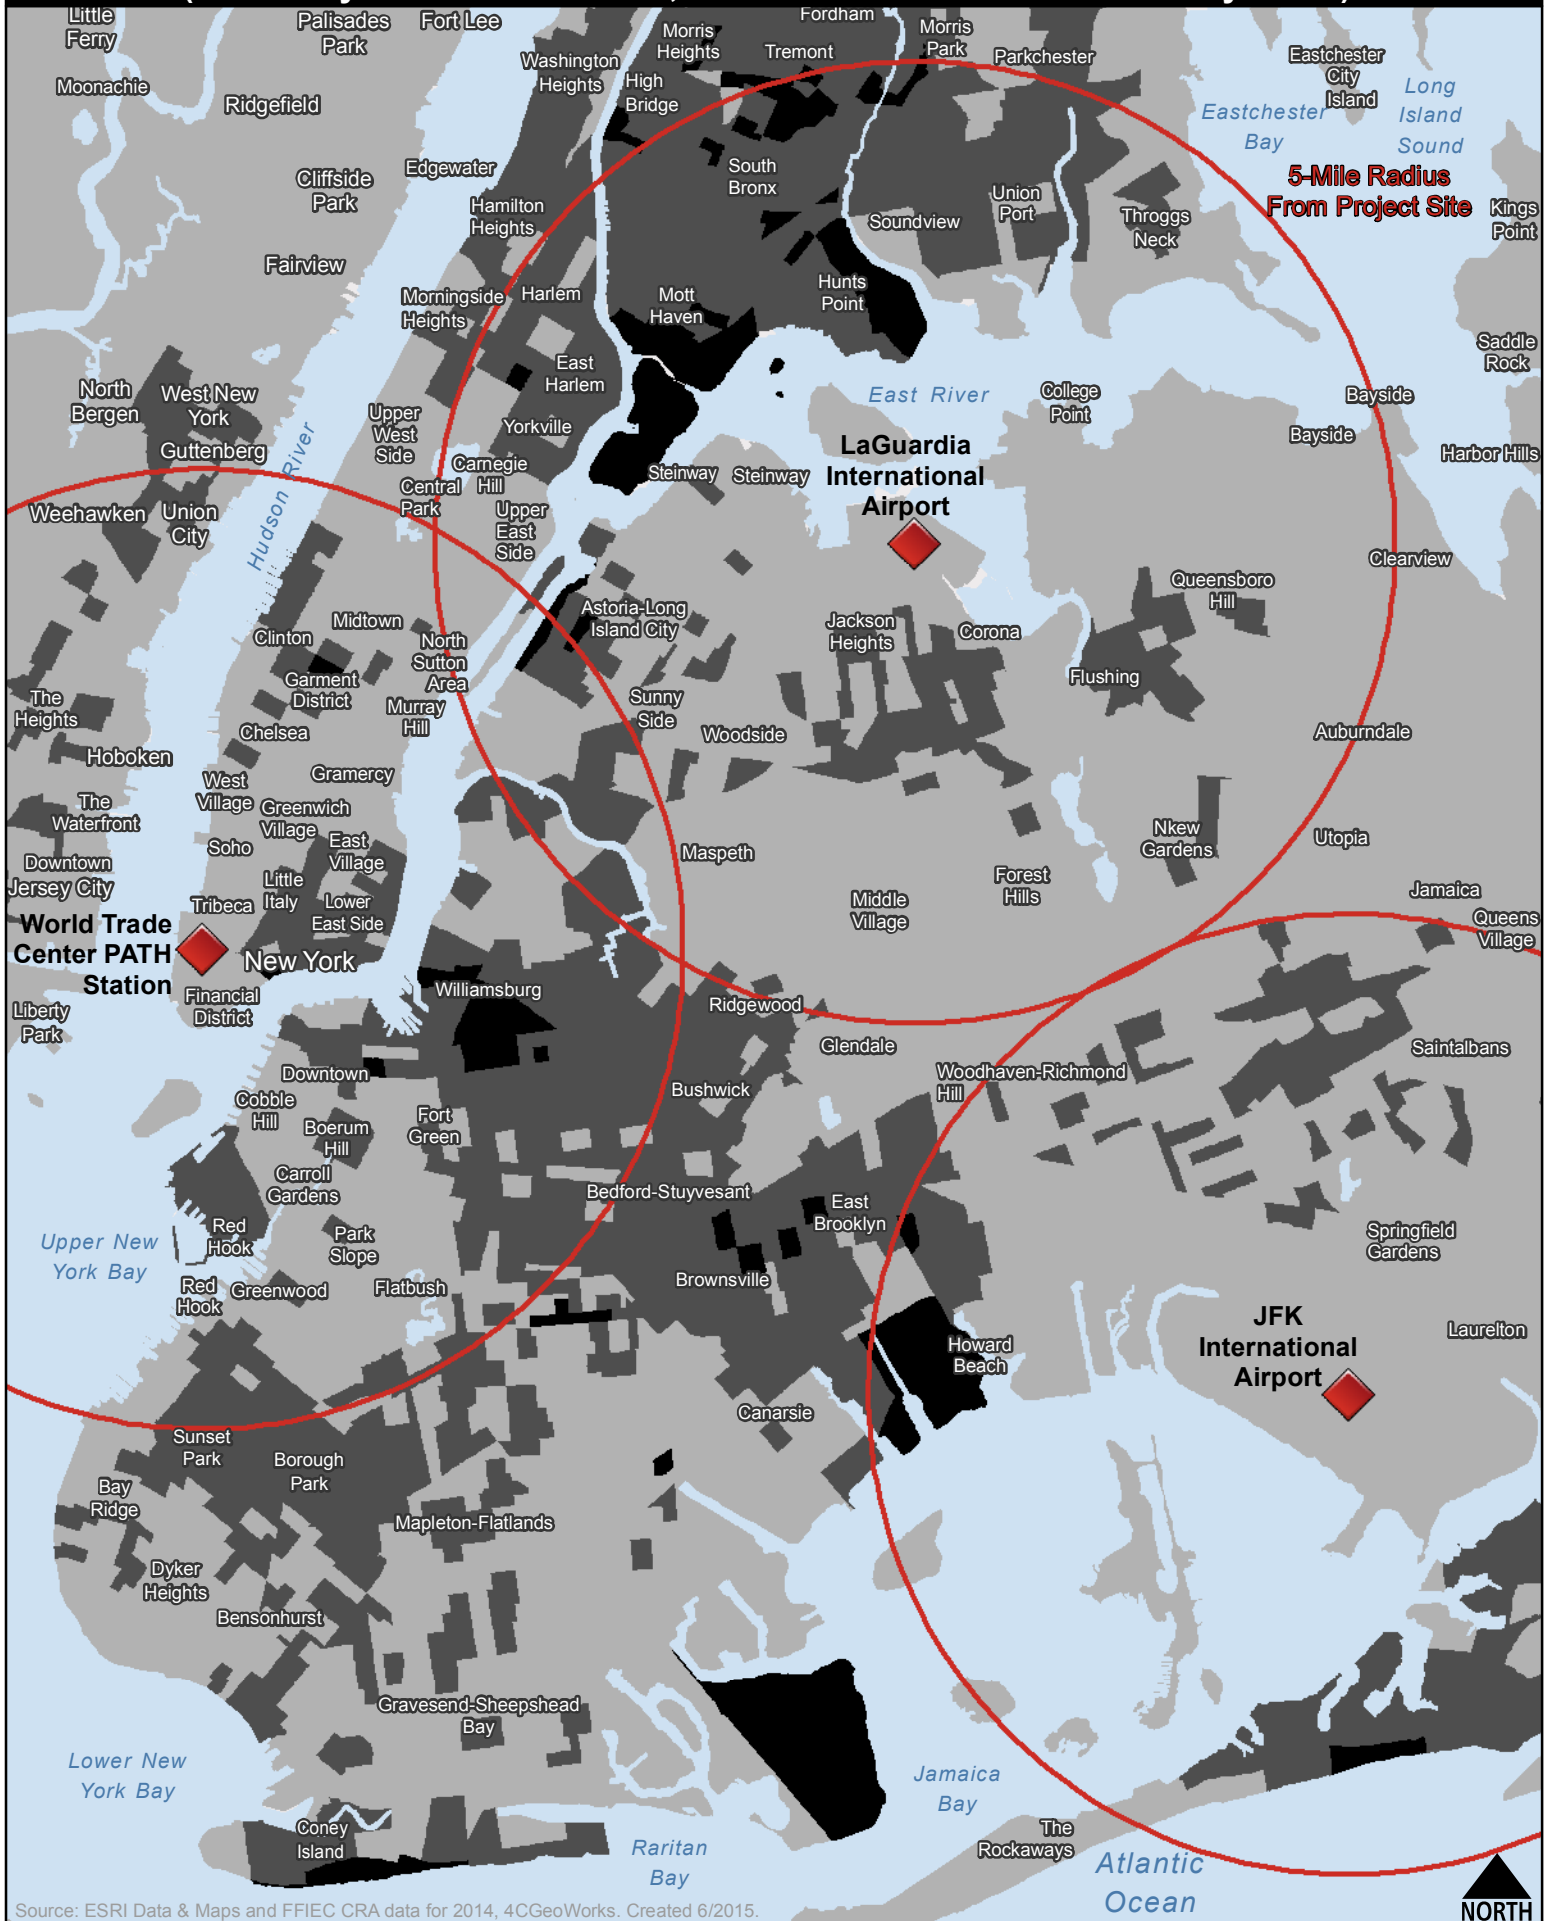 Little
Ferry
Palisades
Park
Fort Lee
Fordham
Morris
Heights
Morris
Park
Tremont
Parkchester
Washington
Heights
High
Bridge
Eastchester
City
Island
Long
Island
Sound
Moonachie
Ridgefield
Eastchester
Bay
Edgewater
Cliffside
Park
South
Bronx
5-Mile Radius
From Project Site
Union
Port
Kings
Point
Hamilton
Heights
Soundview
Throggs
Neck
Fairview
Morningside
Heights
Harlem
Mott
Haven
Hunts
Point
Saddle
Rock
East
Harlem
North
Bergen
West New
York
East River
College
Point
Bayside
Upper
West
Side
Yorkville
Bayside
LaGuardia
International
Airport
Guttenberg
Hudson River
Carnegie
Hill
Steinway
Steinway
Harbor Hills
Central
Park
Weehawken
Union
City
Upper
East
Side
Clearview
Queensboro
Hill
Astoria-Long
Island City
Midtown
Jackson
Heights
Corona
Clinton
North
Sutton
Area
Garment
District
Flushing
The
Heights
Murray
Hill
Sunny
Side
Chelsea
Woodside
Auburndale
Hoboken
West
Village
Gramercy
The
Waterfront
Greenwich
Village
Nkew
Gardens
Utopia
Soho
East
Village
Maspeth
Downtown
Jersey City
Little
Italy
Forest
Hills
Jamaica
Tribeca
Lower
East Side
Middle
Village
Queens
Village
World Trade
Center PATH
Station
New York
Financial
District
Williamsburg
Ridgewood
Liberty
Park
Glendale
Saintalbans
Downtown
Woodhaven-Richmond
Hill
Bushwick
Cobble
Hill
Boerum
Hill
Fort
Green
Carroll
Gardens
Bedford-Stuyvesant
East
Brooklyn
Red
Hook
Park
Slope
Upper New
York Bay
Springfield
Gardens
Red
Hook
Greenwood
Flatbush
Brownsville
JFK
International
Airport
Howard
Beach
Laurelton
Canarsie
Sunset
Park
Borough
Park
Bay
Ridge
Mapleton-Flatlands
Dyker
Heights
Bensonhurst
Gravesend-Sheepshead
Bay
Lower New
York Bay
Jamaica
Bay
Coney
Island
Raritan
Bay
The
Rockaways
Atlantic
Ocean
NORTH
Source: ESRI Data & Maps and FFIEC CRA data for 2014, 4CGeoWorks. Created 6/2015.